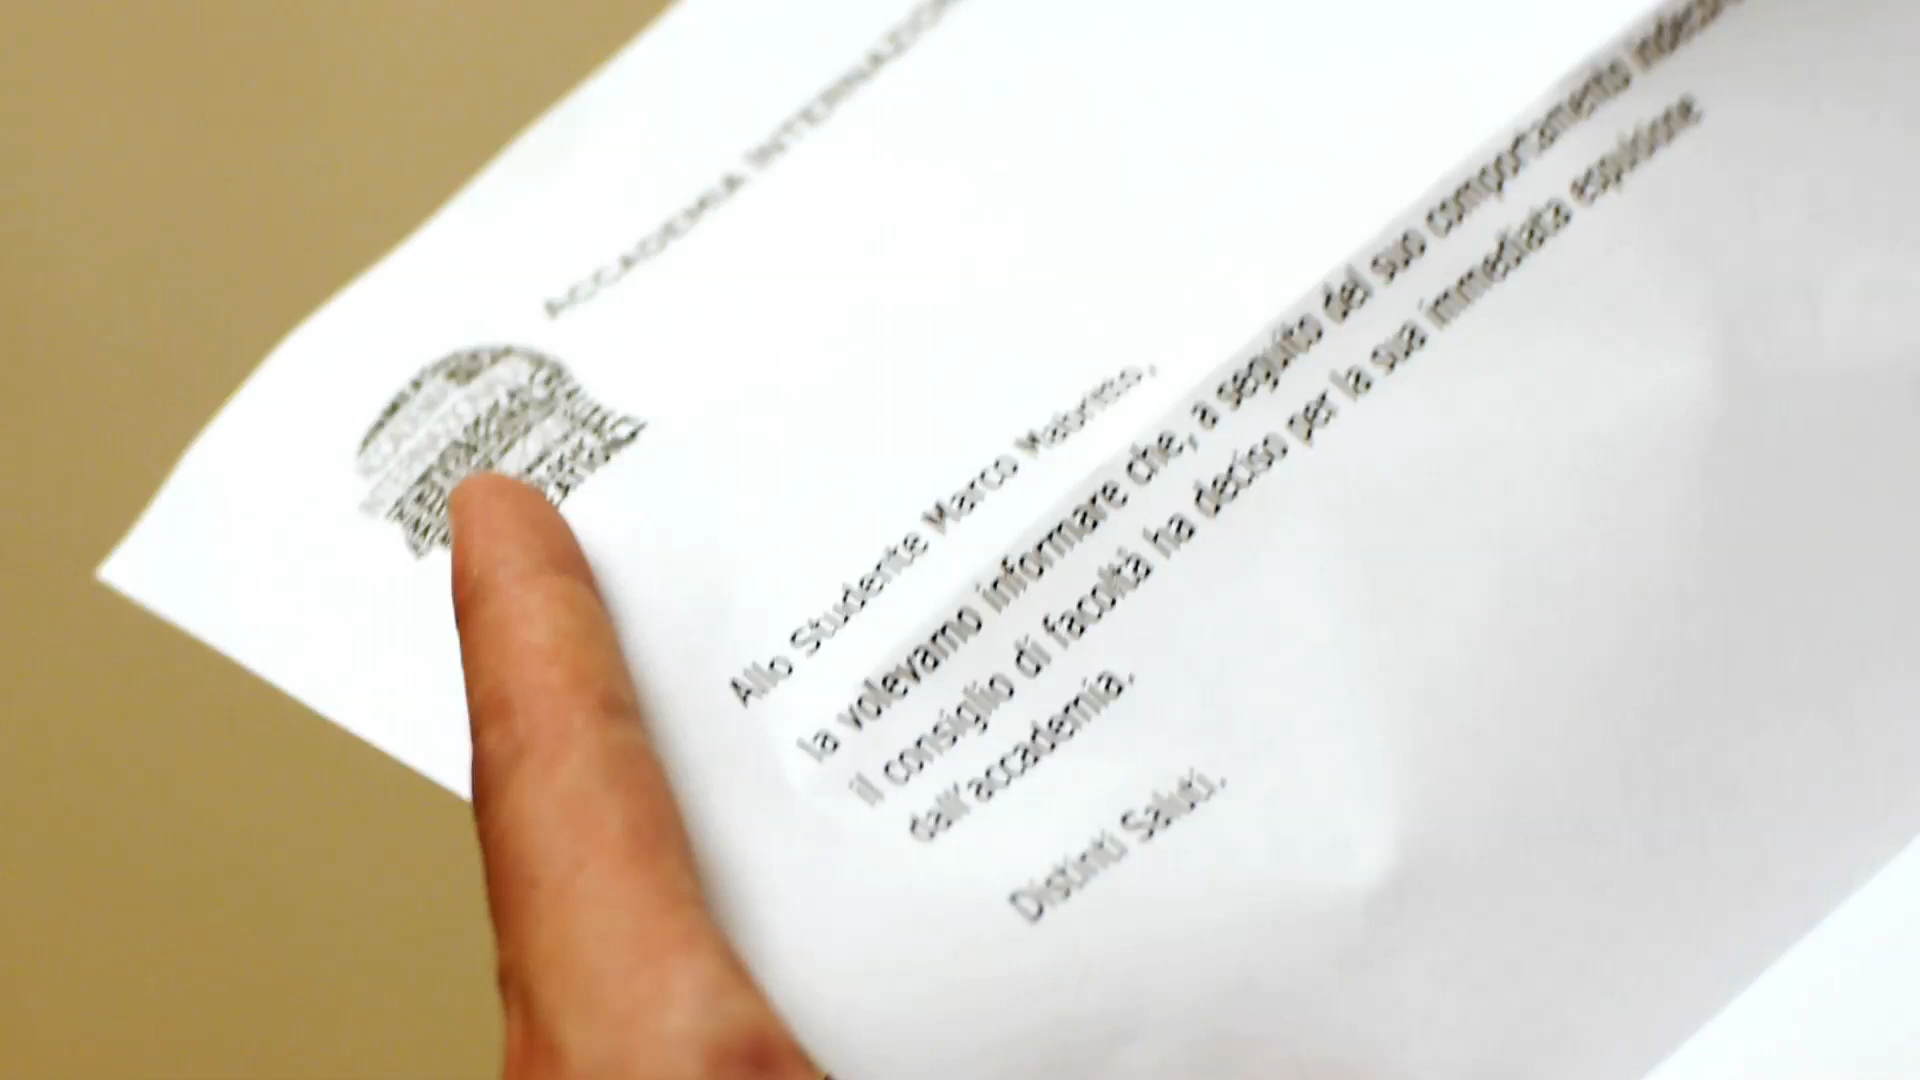 ACCADEMIA
Allo Studente Marco Mabritto,
la volevamo informare che, a seguito del suo comportamento
il consiglio di facoltà ha deciso per la sua immediata espulsione
dall'accademia.
Distinti Saluti.